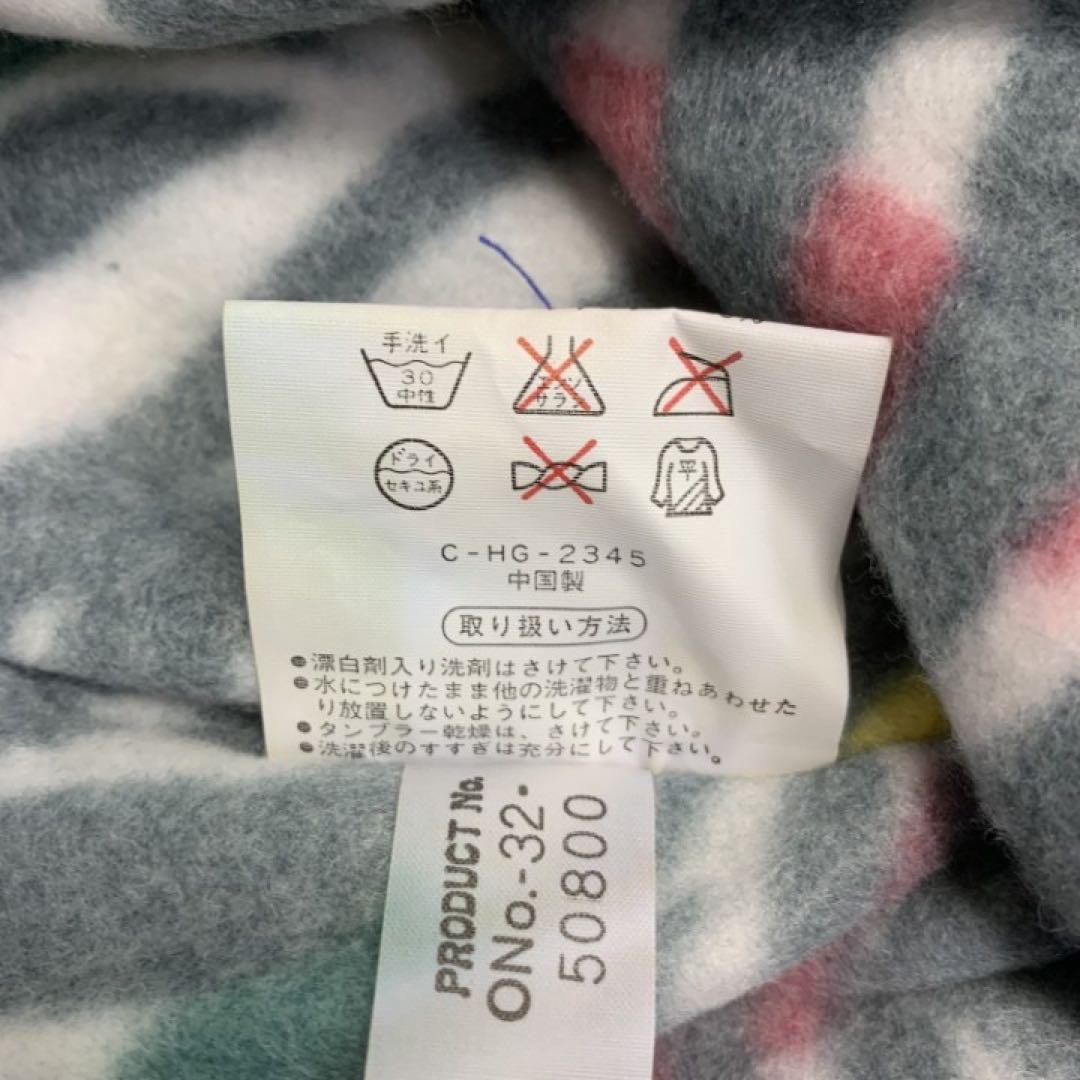 手洗イ
30
中性
エンソ
サラシ
ドライ
セキユ系
平
C-HG-2345
中国製
取り扱い方法
●漂白剤入り洗剤はさけて下さい。
●水につけたまま他の洗濯物と重ねあわせた
り放置しないようにして下さい。
●タンブラー乾燥は、さけて下さい。
●洗濯後のすすぎは充分にして下さい。
PRODUCT No.
ONo.-32-
50800